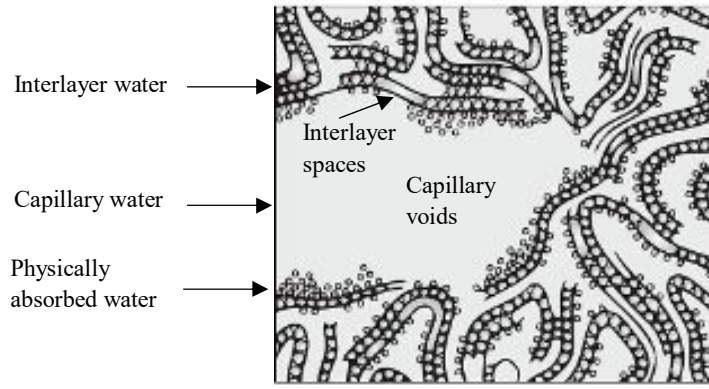 Interlayer water
Interlayer
spaces
Capillary water
Capillary
voids
Physically
absorbed water